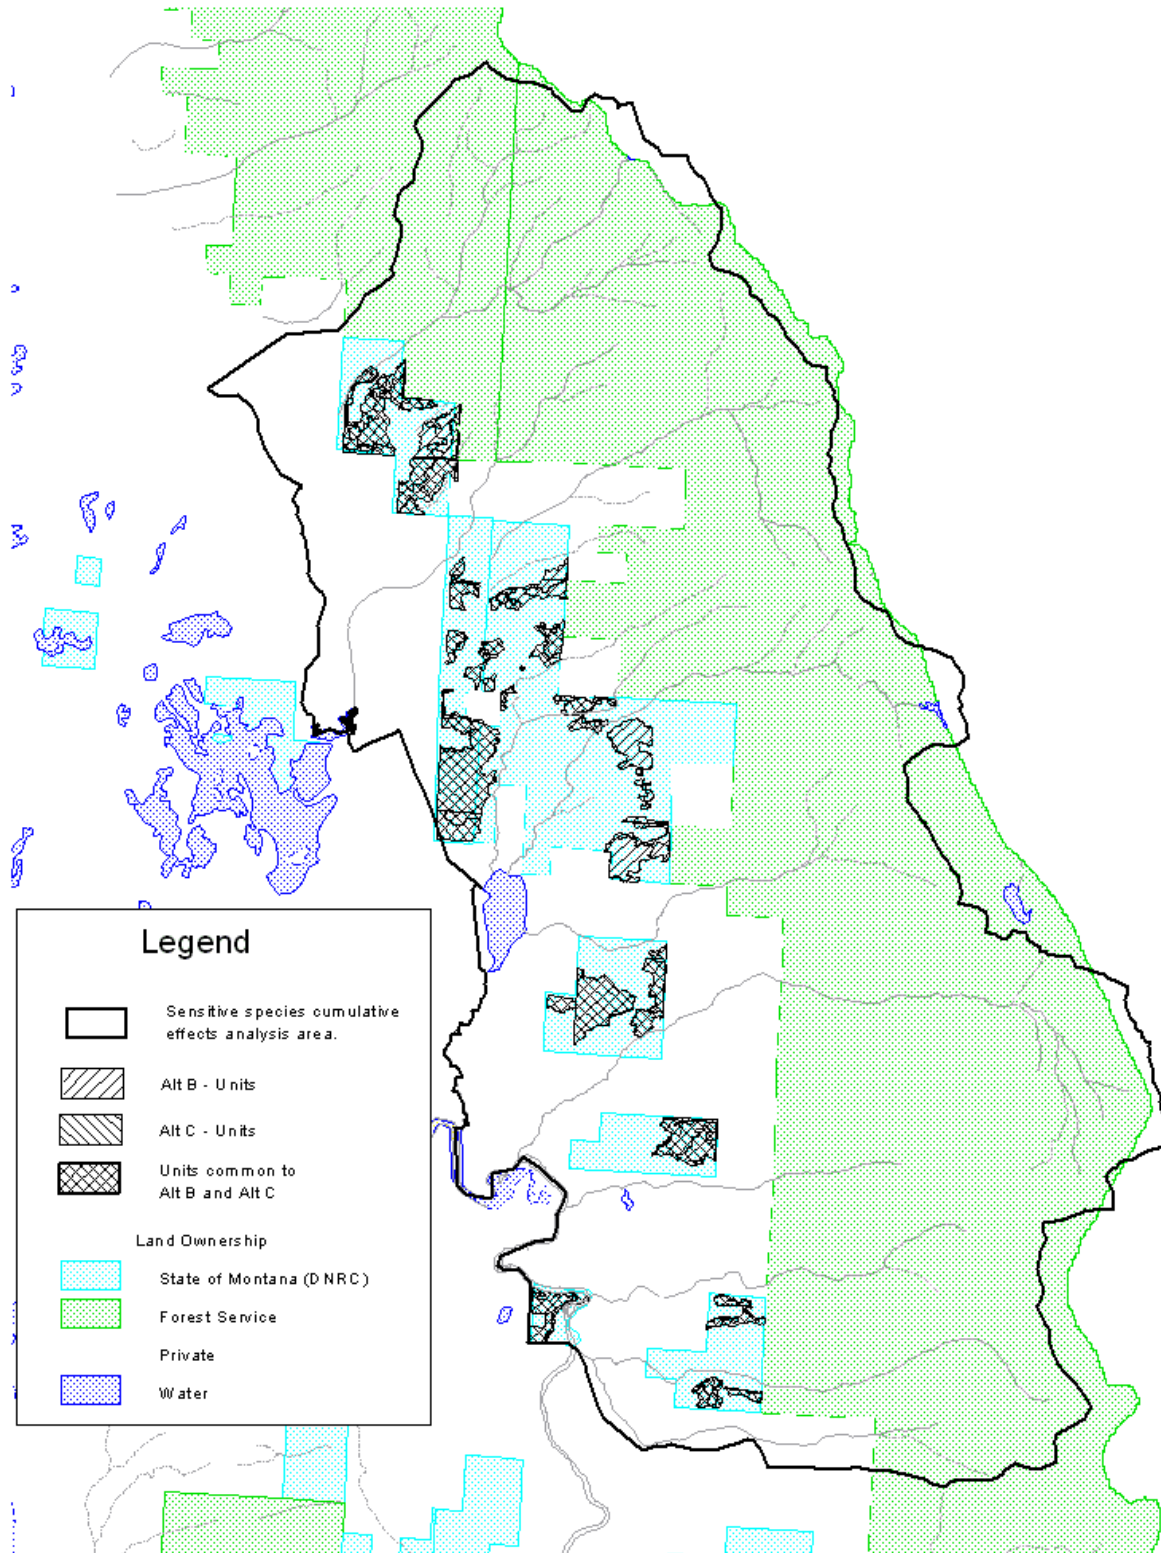 Legend
Sensitive species cumulative
effects analysis area.
Alt B - Units
Alt C - Units
Units common to
Alt B and Alt C
Land Ownership
State of Montana (DNRC)
Forest Service
Private
Water